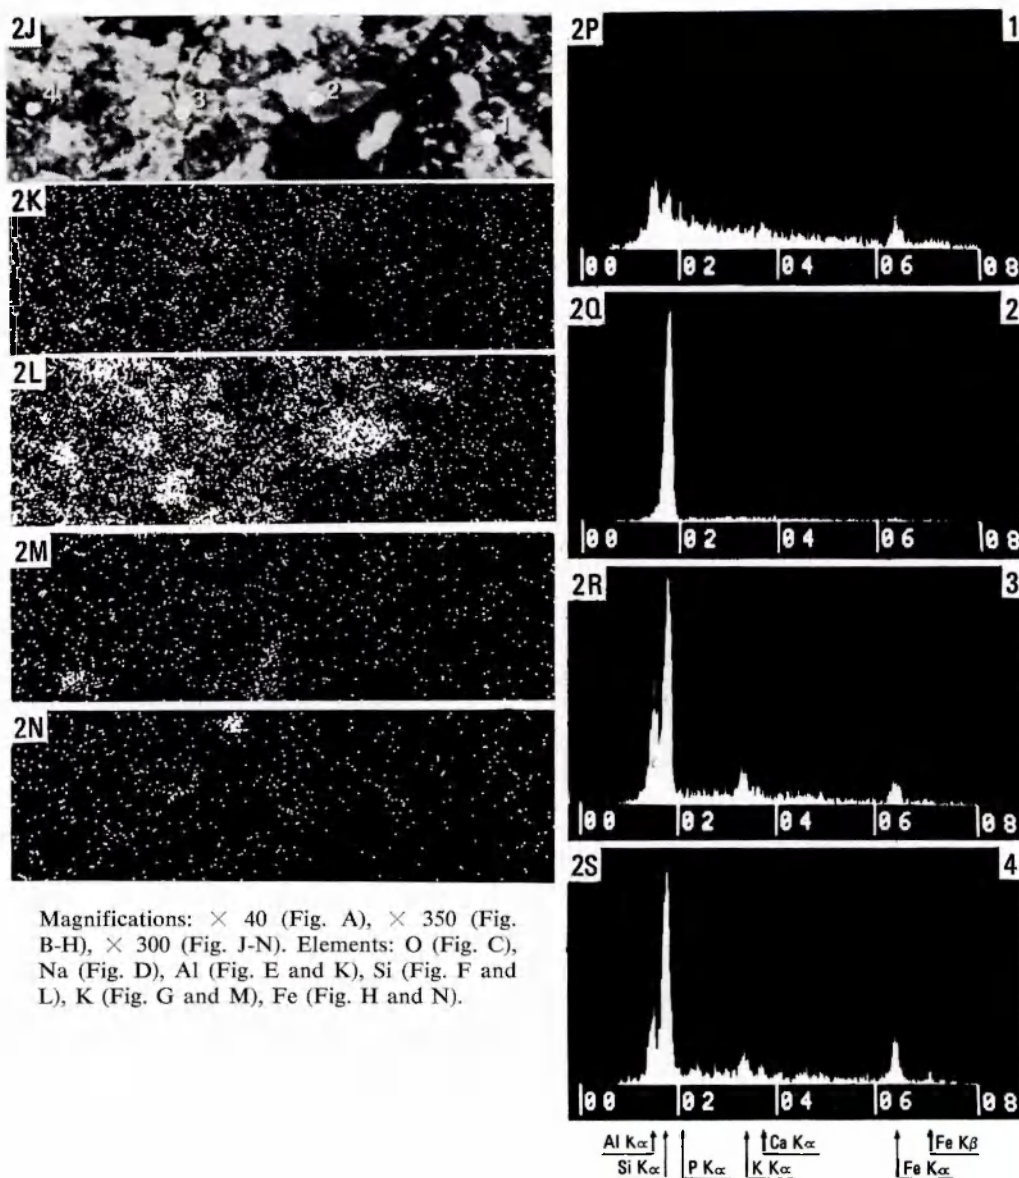 2J
4
3
2
1
2K
2L
2M
2N
Magnifications: × 40 (Fig. A), × 350 (Fig.
B-H), × 300 (Fig. J-N). Elements: O (Fig. C),
Na (Fig. D), Al (Fig. E and K), Si (Fig. F and
L), K (Fig. G and M), Fe (Fig. H and N).
2P 1
00 02 04 06 08
2Q 2
00 02 04 06 08
2R 3
00 02 04 06 08
2S 4
00 02 04 06 08
Al Kα Ca Kα Fe Kβ
Si Kα P Kα K Kα Fe Kα